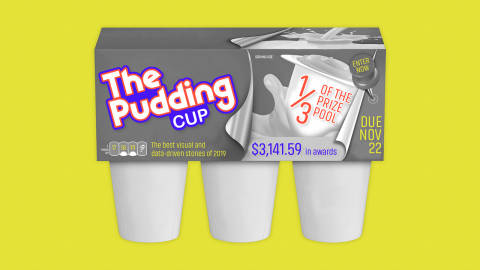 The
Pudding
CUP
The best visual and
data-driven stories of 2019
ENTER
NOW
1/3
OF THE
PRIZE
POOL
$3,141.59 in awards
DUE
NOV
22